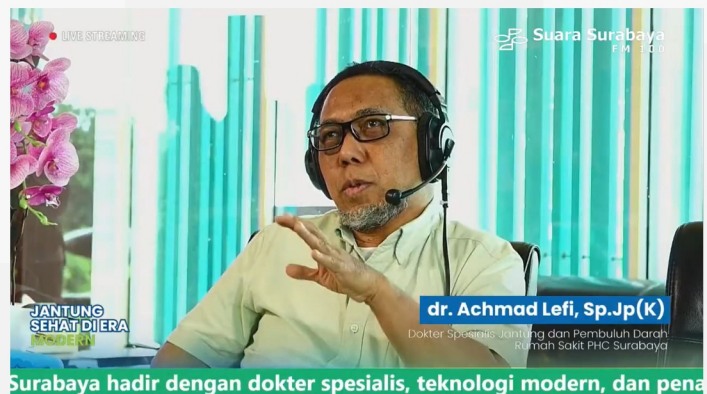 LIVE STREAMING
Suara Surabaya
FM 100
JANTUNG
SEHAT DI ERA
MODERN
dr. Achmad Lefi, Sp.Jp(K)
Dokter Spesialis Jantung dan Pembuluh Darah
Rumah Sakit PHC Surabaya
Surabaya hadir dengan dokter spesialis, teknologi modern, dan pena